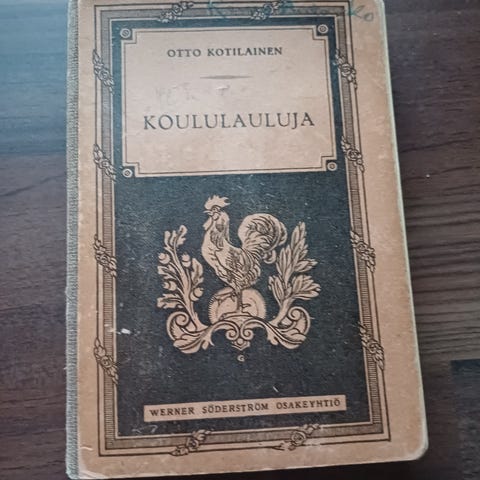 OTTO KOTILAINEN
KOULULAULUJA
G
WERNER SÖDERSTRÖM OSAKEYHTIÖ